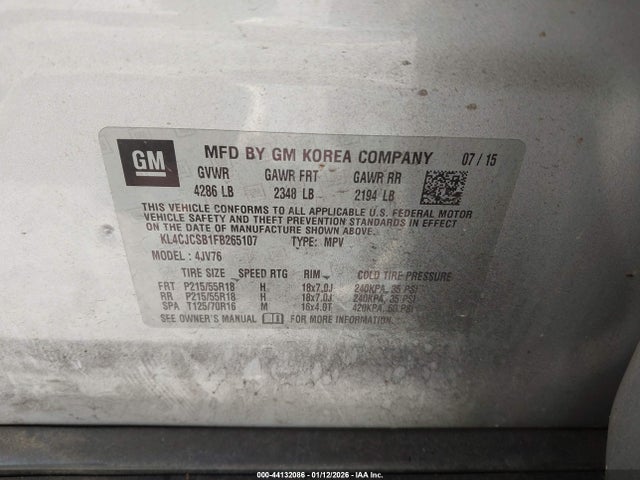 GM
MFD BY GM KOREA COMPANY 07/15
GVWR GAWR FRT GAWR RR
4286 LB 2348 LB 2194 LB
THIS VEHICLE CONFORMS TO ALL APPLICABLE U.S. FEDERAL MOTOR
VEHICLE SAFETY AND THEFT PREVENTION STANDARDS IN EFFECT ON
THE DATE OF MANUFACTURE SHOWN ABOVE.
KL4CJCSB1FB265107 TYPE: MPV
MODEL: 4JV76
TIRE SIZE SPEED RTG RIM COLD TIRE PRESSURE
FRT P215/55R18 H 18x7.0J 240KPA, 35 PSI
RR P215/55R18 H 18x7.0J 240KPA, 35 PSI
SPA T125/70R16 M 16x4.0T 420KPA, 60 PSI
SEE OWNER'S MANUAL FOR MORE INFORMATION.
000-44132086 - 01/12/2026 - IAA Inc.